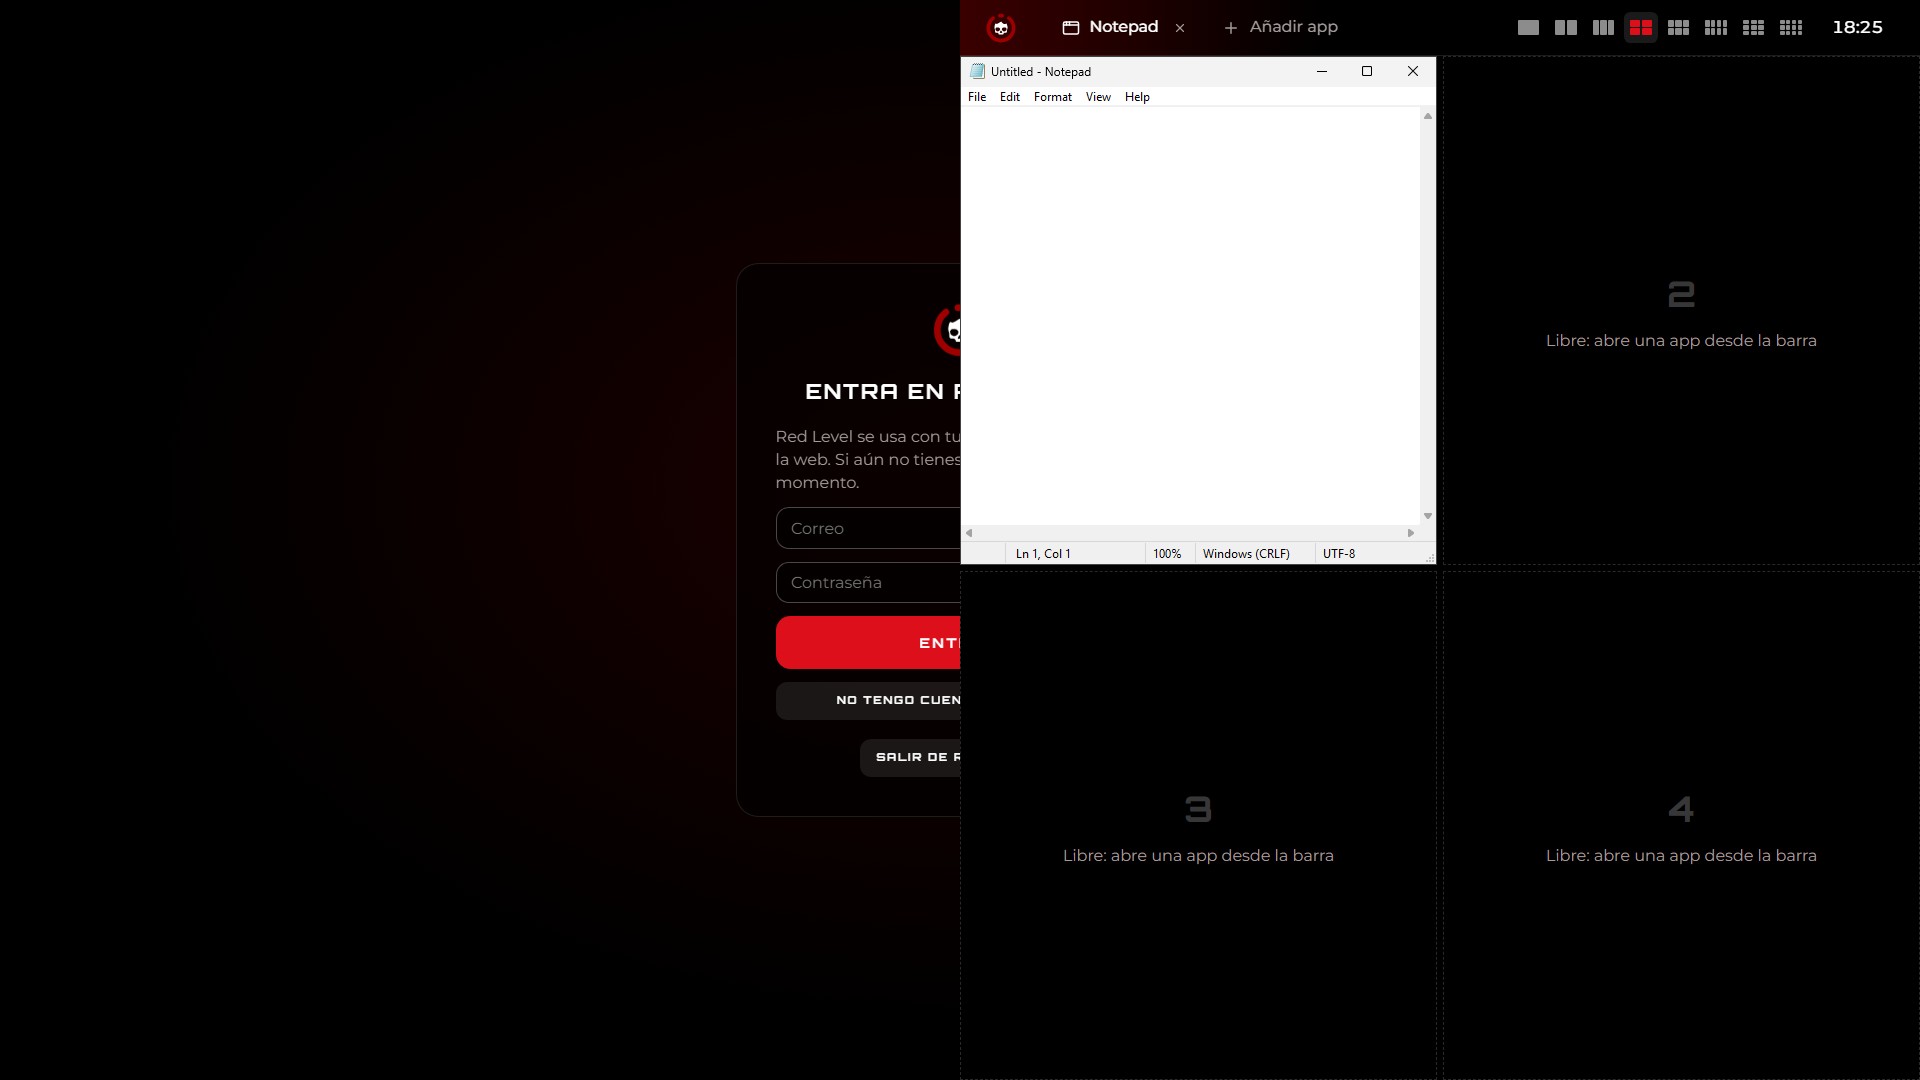 Notepad
Añadir app
18:25
Untitled - Notepad
File Edit Format View Help
Ln 1, Col 1
100%
Windows (CRLF)
UTF-8
2
Libre: abre una app desde la barra
3
Libre: abre una app desde la barra
4
Libre: abre una app desde la barra
ENTRA EN
Red Level se usa con tu
la web. Si aún no tienes
momento.
Correo
Contraseña
NO TENGO
SALIR DE